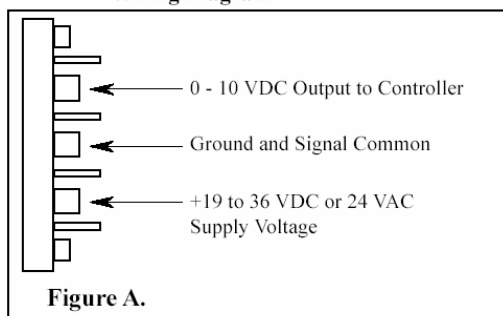 0 - 10 VDC Output to Controller
Ground and Signal Common
+19 to 36 VDC or 24 VAC
Supply Voltage
Figure A.